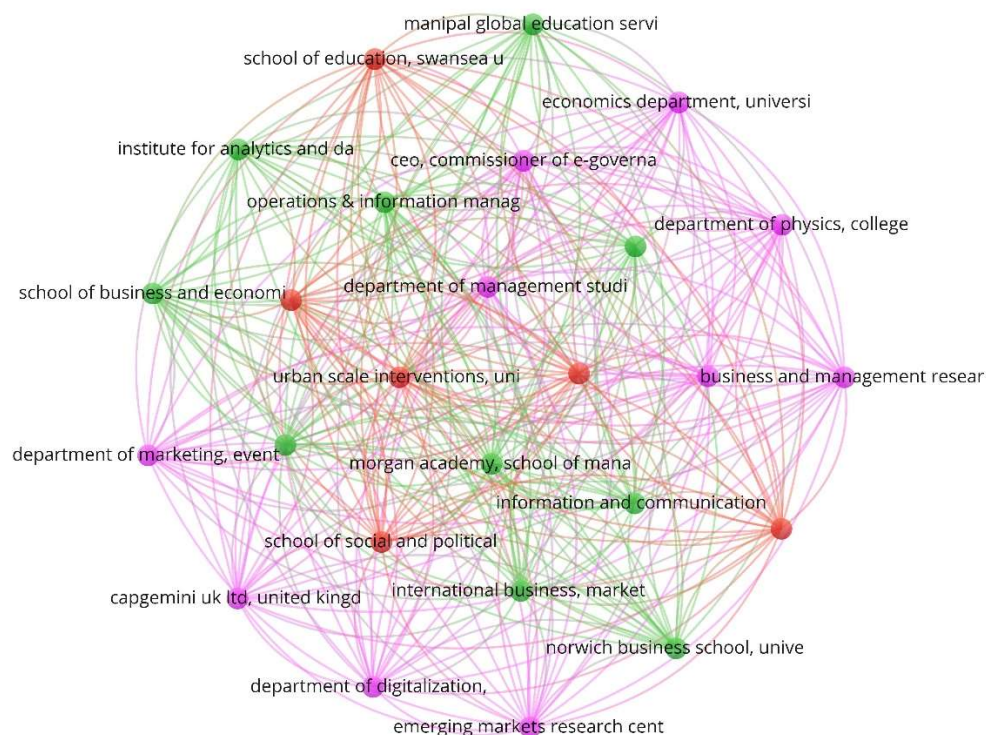 manipal global education servi
school of education, swansea u
economics department, universi
institute for analytics and da
ceo, commissioner of e-governa
operations & information manag
department of physics, college
school of business and economi
department of management studi
urban scale interventions, uni
business and management resear
department of marketing, event
morgan academy, school of mana
information and communication
school of social and political
international business, market
capgemini uk ltd, united kingd
norwich business school, unive
department of digitalization,
emerging markets research cent